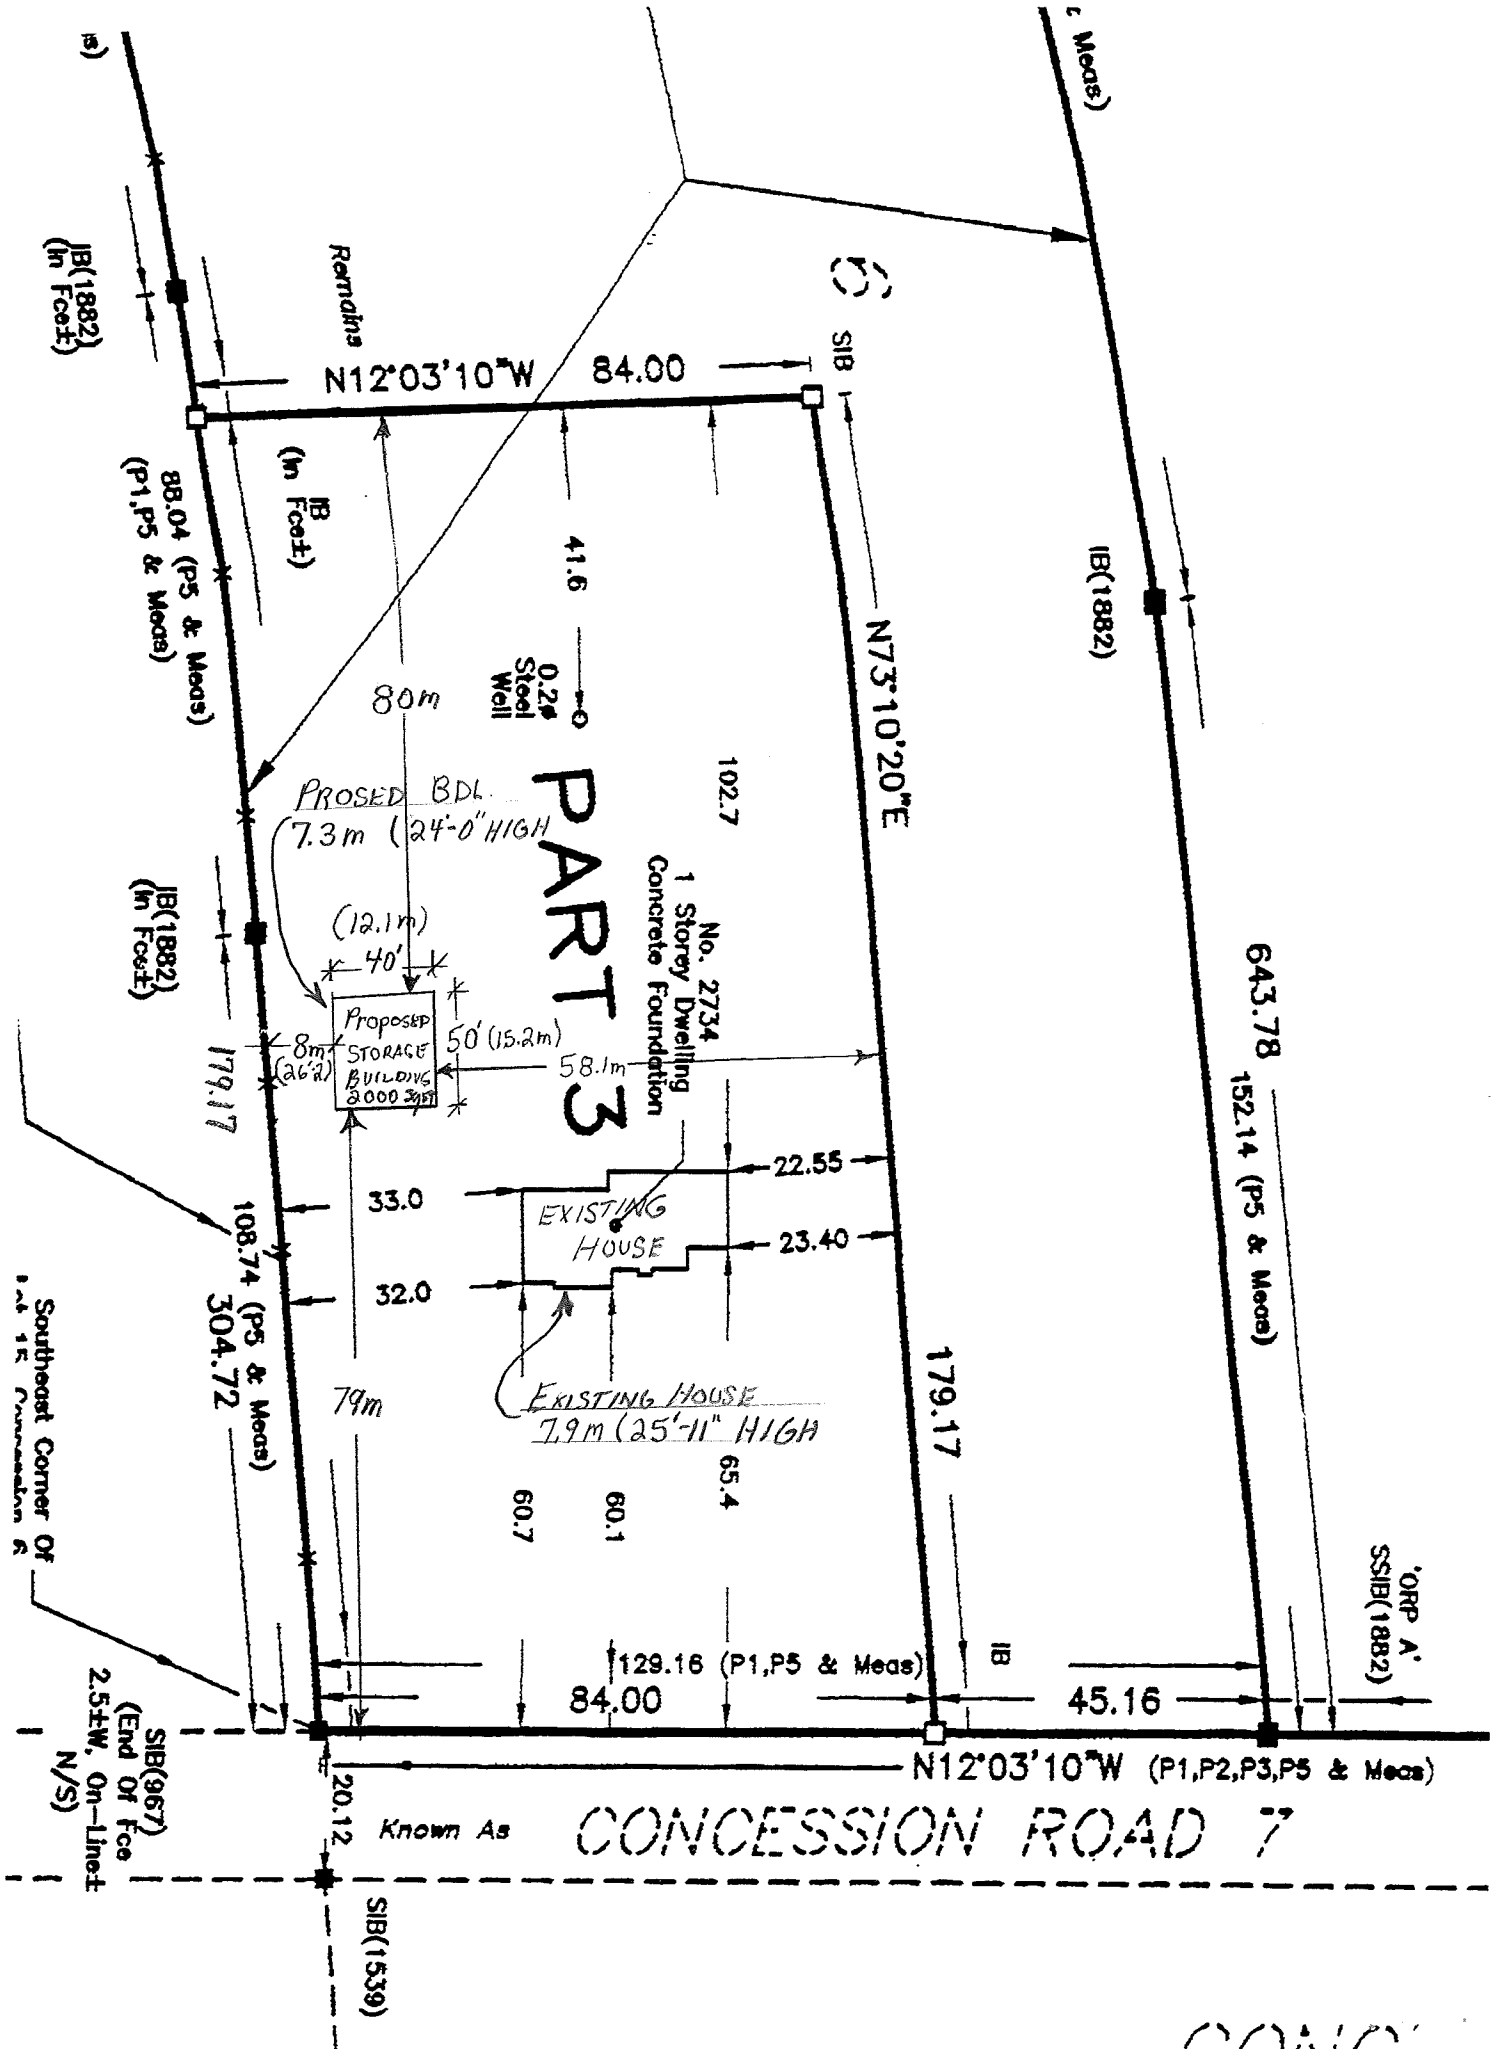 & Meas)
IB(1882)
(In Fce±)
Remains
SIB
N12°03'10"W 84.00
IB
(In Fce±)
88.04 (P5 & Meas)
(P1,P5 & Meas)
41.6
0.2ø
Steel
Well
N73°10'20"E
IB(1882)
80m
PROSED BDL.
7.3m (24'-0" HIGH
102.7
PART 3
No. 2734
1 Storey Dwelling
Concrete Foundation
IB(1882)
(In Fce±)
(12.1m)
40'
PROPOSED
STORAGE
BUILDING
2000 SQFT
50' (15.2m)
8m
(26'2)
58.1m
179.17
643.78
152.14 (P5 & Meas)
22.55
33.0
EXISTING
HOUSE
23.40
32.0
108.74 (P5 & Meas)
304.72
79m
EXISTING HOUSE
7.9m (25'-11" HIGH
179.17
65.4
60.1
60.7
Southeast Corner Of
'ORP A'
SSIB(1882)
IB
129.16 (P1,P5 & Meas)
84.00
45.16
N12°03'10"W (P1,P2,P3,P5 & Meas)
SIB(967)
(End Of Fce
2.5±W, On-Line±
N/S)
20.12
Known As
CONCESSION ROAD 7
SIB(1539)